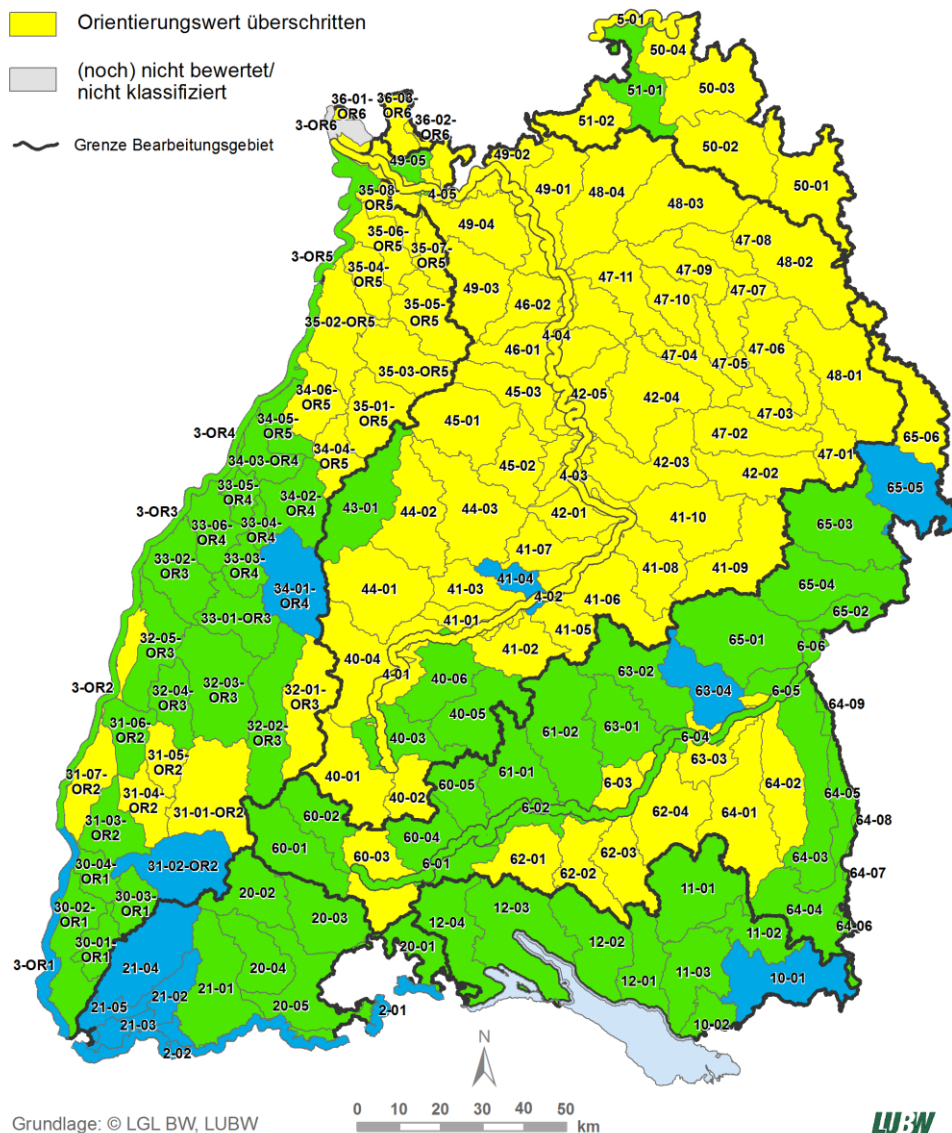 Orientierungswert überschritten
(noch) nicht bewertet/
nicht klassifiziert
Grenze Bearbeitungsgebiet
5-01
50-04
51-01
50-03
51-02
50-02
50-01
36-01-
OR6
36-03-
OR6
3-OR6
36-02-
OR6
49-05
49-02
4-05
49-01
48-04
48-03
35-08-
OR5
49-04
35-06-
OR5
35-07-
OR5
47-08
48-02
3-OR5
35-04-
OR5
49-03
47-11
47-09
47-07
47-10
46-02
35-05-
OR5
35-02-OR5
4-04
46-01
47-04
47-05
47-06
35-03-OR5
48-01
34-06-
OR5
45-03
42-05
42-04
35-01-
OR5
47-03
34-05-
OR5
45-01
47-02
65-06
3-OR4
34-04-
OR5
34-03-OR4
45-02
4-03
42-03
42-02
47-01
65-05
33-05-
OR4
34-02-
OR4
43-01
3-OR3
44-02
44-03
42-01
41-10
65-03
33-06-
OR4
33-04-
OR4
33-02-
OR3
33-03-
OR4
41-07
34-01-
OR4
44-01
41-03
41-04
4-02
41-08
41-09
65-04
41-06
65-02
33-01-OR3
41-01
41-05
32-05-
OR3
40-04
41-02
65-01
6-06
4-01
63-02
3-OR2
32-04-
OR3
32-03-
OR3
32-01-
OR3
40-06
63-04
6-05
64-09
40-05
31-06-
OR2
32-02-
OR3
40-03
61-02
63-01
6-04
31-05-
OR2
63-03
31-07-
OR2
40-01
40-02
60-05
61-01
6-03
64-02
64-05
31-04-
OR2
31-01-OR2
6-02
62-04
64-01
64-08
31-03-
OR2
60-02
60-04
60-01
60-03
6-01
62-01
62-03
62-02
64-03
30-04-
OR1
31-02-OR2
64-07
30-03-
OR1
20-02
11-01
30-02-
OR1
20-03
12-04
12-03
64-04
64-06
11-02
30-01-
OR1
20-01
12-02
3-OR1
21-04
20-04
11-03
10-01
21-05
21-02
21-01
12-01
20-05
2-01
21-03
10-02
2-02
N
0 10 20 30 40 50
km
Grundlage: © LGL BW, LUBW
LUBW